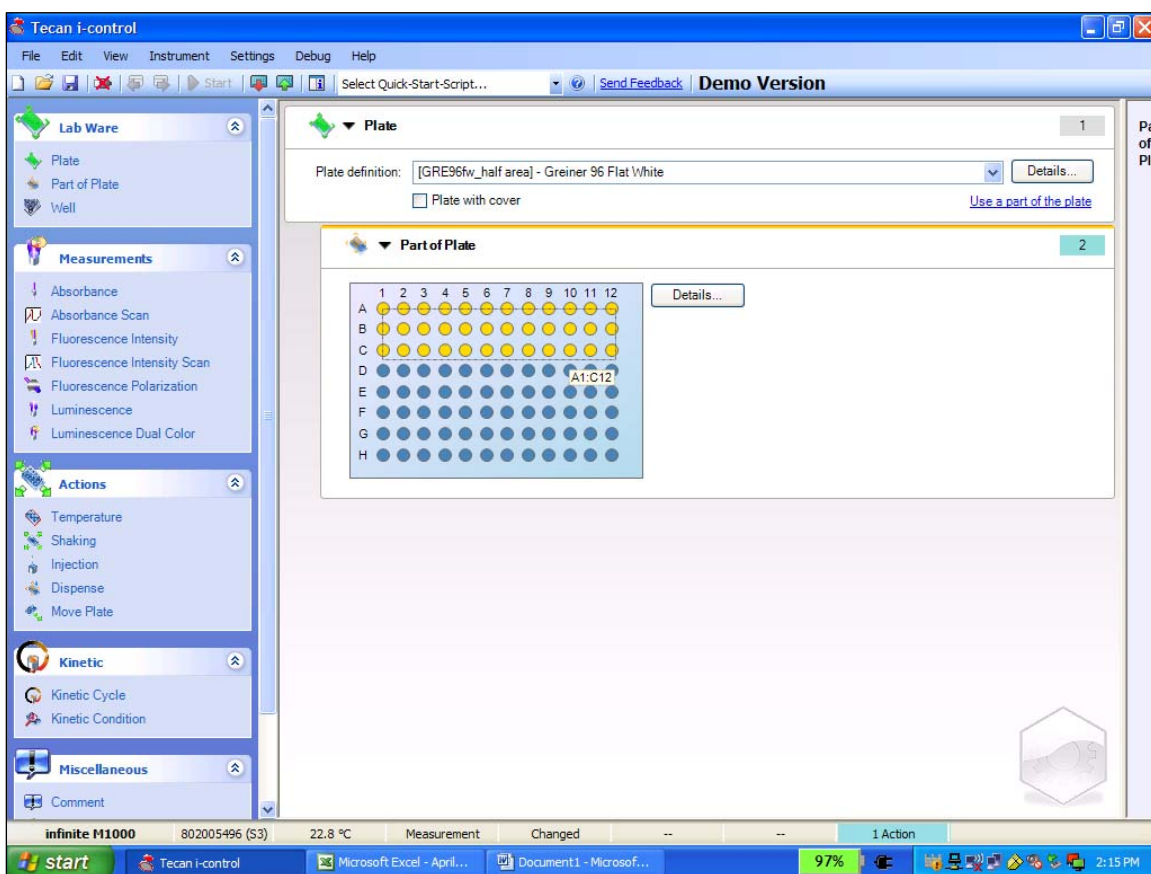 Tecan i-control
File Edit View Instrument Settings Debug Help
Start Select Quick-Start-Script... Send Feedback Demo Version
Lab Ware
Plate
Part of Plate
Well
Measurements
Absorbance
Absorbance Scan
Fluorescence Intensity
Fluorescence Intensity Scan
Fluorescence Polarization
Luminescence
Luminescence Dual Color
Actions
Temperature
Shaking
Injection
Dispense
Move Plate
Kinetic
Kinetic Cycle
Kinetic Condition
Miscellaneous
Comment
Plate 1
Plate definition: [GRE96fw_half area] - Greiner 96 Flat White Details...
Plate with cover Use a part of the plate
Part of Plate 2
1 2 3 4 5 6 7 8 9 10 11 12
A Details...
B
C
D A1:C12
E
F
G
H
Pa
of
Pl
infinite M1000 802005496 (S3) 22.8 °C Measurement Changed -- -- 1 Action
start Tecan i-control Microsoft Excel - April... Document1 - Microsof... 97% 2:15 PM